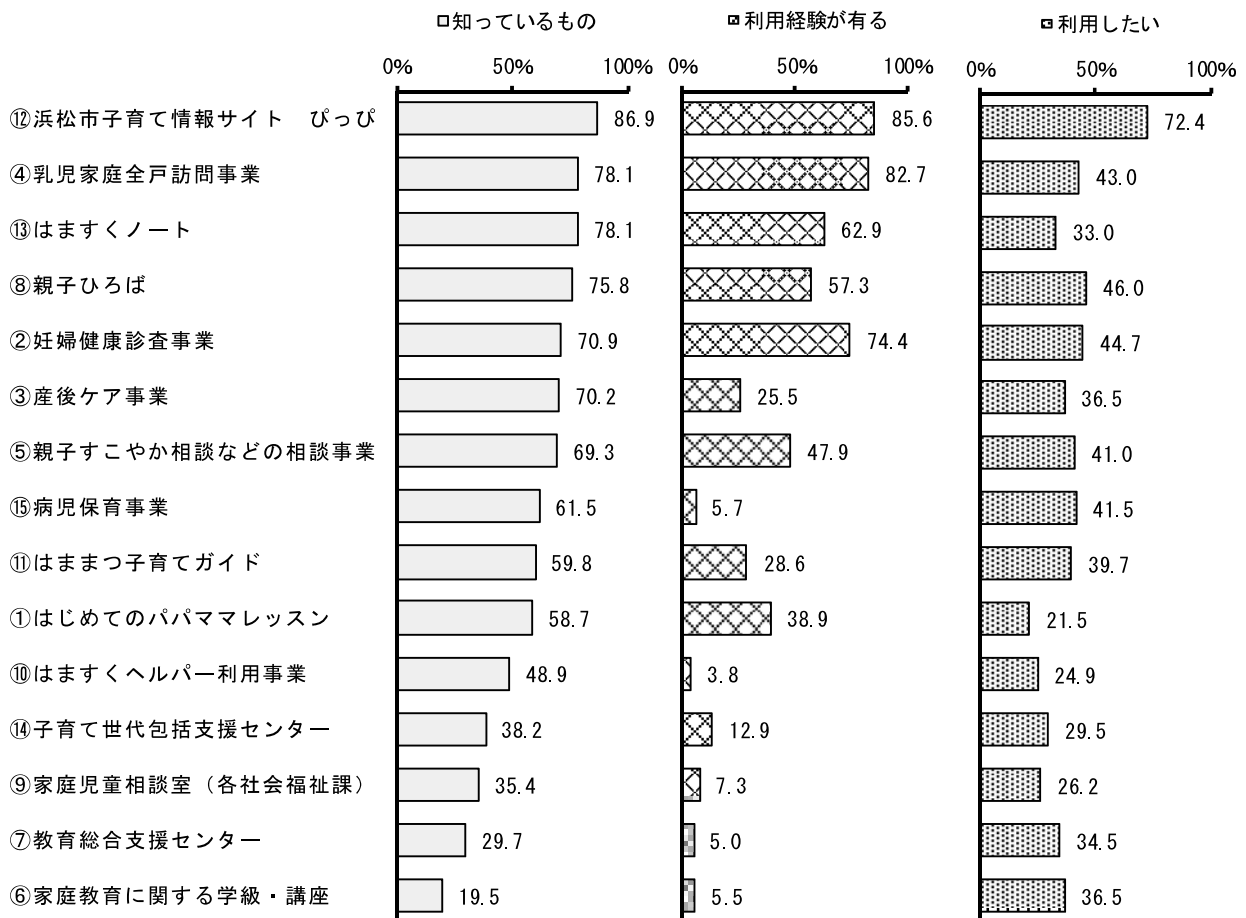 知っているもの 利用経験が有る 利用したい
0% 50% 100% 0% 50% 100% 0% 50% 100%
⑫浜松市子育て情報サイト　ぴっぴ 86.9 85.6 72.4
④乳児家庭全戸訪問事業 78.1 82.7 43.0
⑬はますくノート 78.1 62.9 33.0
⑧親子ひろば 75.8 57.3 46.0
②妊婦健康診査事業 70.9 74.4 44.7
③産後ケア事業 70.2 25.5 36.5
⑤親子すこやか相談などの相談事業 69.3 47.9 41.0
⑮病児保育事業 61.5 5.7 41.5
⑪はままつ子育てガイド 59.8 28.6 39.7
①はじめてのパパママレッスン 58.7 38.9 21.5
⑩はますくヘルパー利用事業 48.9 3.8 24.9
⑭子育て世代包括支援センター 38.2 12.9 29.5
⑨家庭児童相談室（各社会福祉課） 35.4 7.3 26.2
⑦教育総合支援センター 29.7 5.0 34.5
⑥家庭教育に関する学級・講座 19.5 5.5 36.5